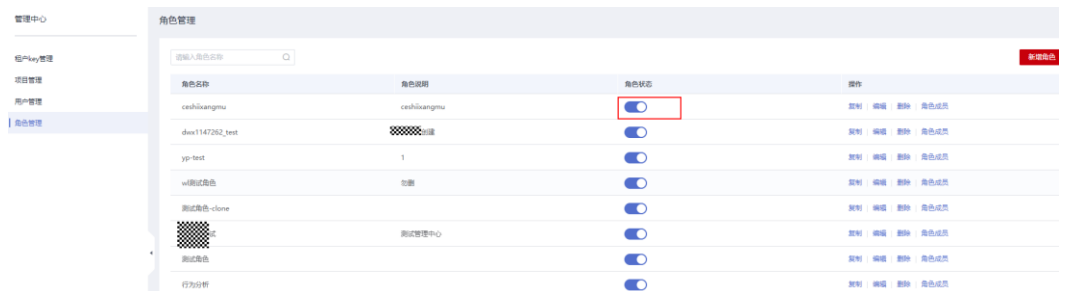 管理中心
角色管理
租户key管理
项目管理
用户管理
角色管理
请输入角色名称
新增角色
角色名称 角色说明 角色状态 操作
ceshiixangmu ceshiixangmu 复制 编辑 删除 角色成员
dwx1147262_test 创建 复制 编辑 删除 角色成员
yp-test 1 复制 编辑 删除 角色成员
wl测试角色 勿删 复制 编辑 删除 角色成员
测试角色-clone 复制 编辑 删除 角色成员
试 测试管理中心 复制 编辑 删除 角色成员
测试角色 复制 编辑 删除 角色成员
行为分析 复制 编辑 删除 角色成员